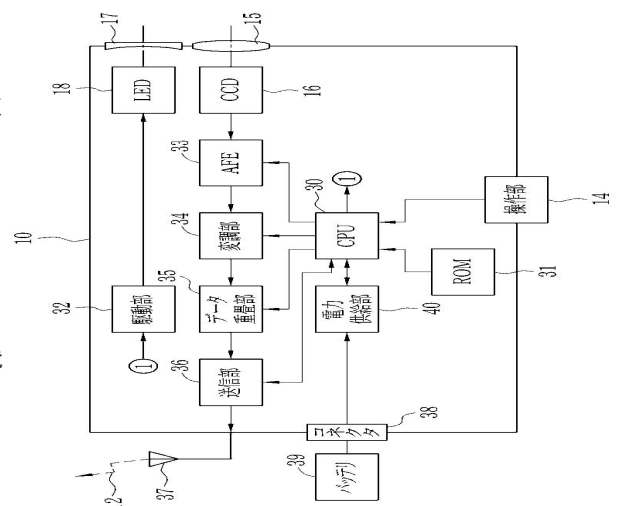 10
17
18
LED
32
駆動部
①
15
CCD
16
33
AFE
34
変調部
35
データ
重畳部
36
送信部
37
2
30
CPU
①
電力
供給部
40
操作部
14
ROM
31
コネクタ
38
39
バッテリ